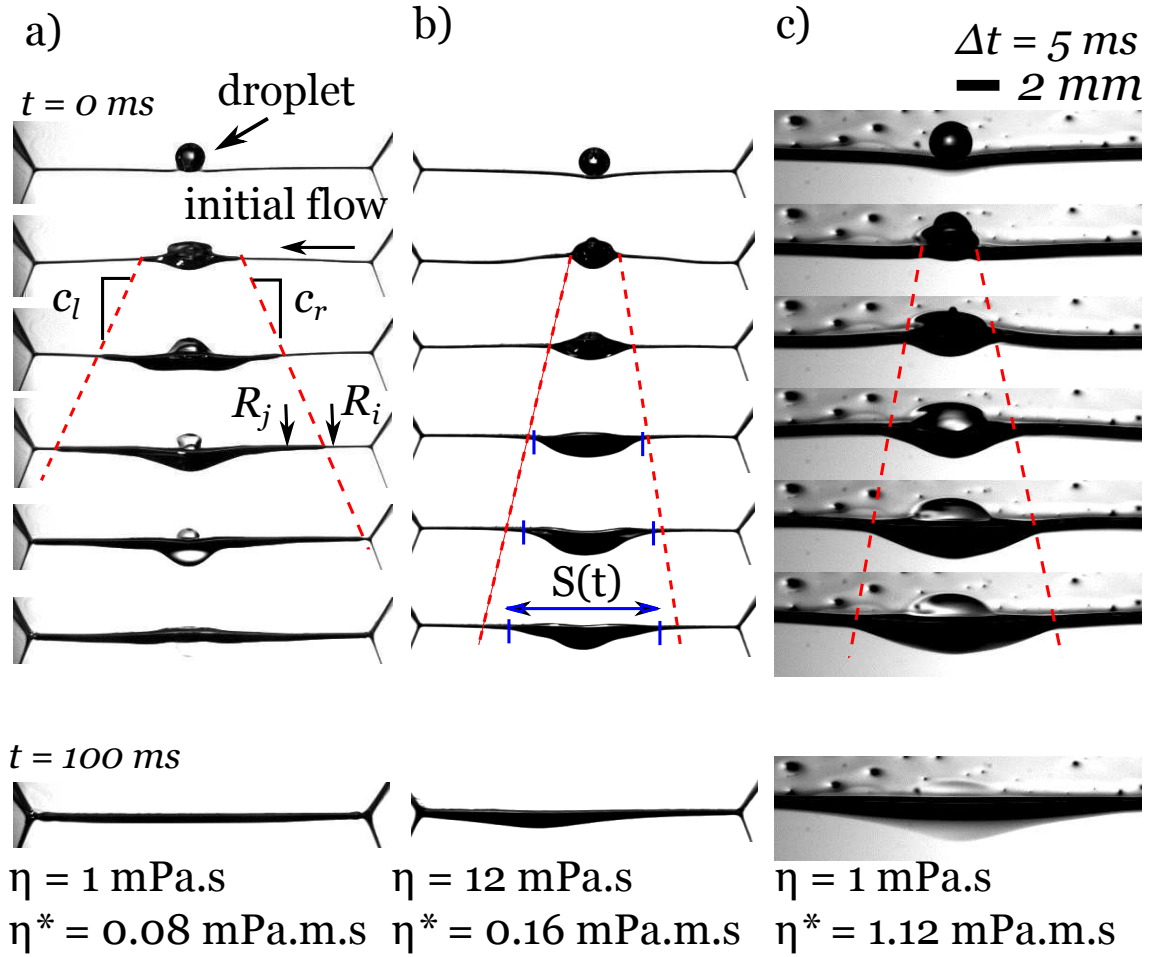 a)
b)
c)
Δt = 5 ms
2 mm
t = 0 ms
droplet
initial flow
c_l
c_r
R_j
R_i
S(t)
t = 100 ms
η = 1 mPa.s
η* = 0.08 mPa.m.s
η = 12 mPa.s
η* = 0.16 mPa.m.s
η = 1 mPa.s
η* = 1.12 mPa.m.s